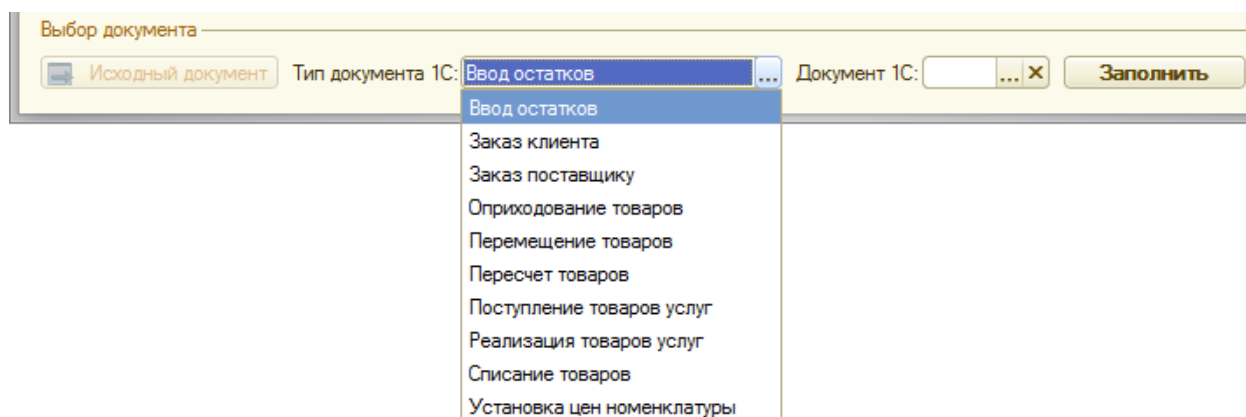 Выбор документа
Исходный документ Тип документа 1С: Ввод остатков ... Документ 1С: ... × Заполнить
Ввод остатков
Заказ клиента
Заказ поставщику
Оприходование товаров
Перемещение товаров
Пересчет товаров
Поступление товаров услуг
Реализация товаров услуг
Списание товаров
Установка цен номенклатуры